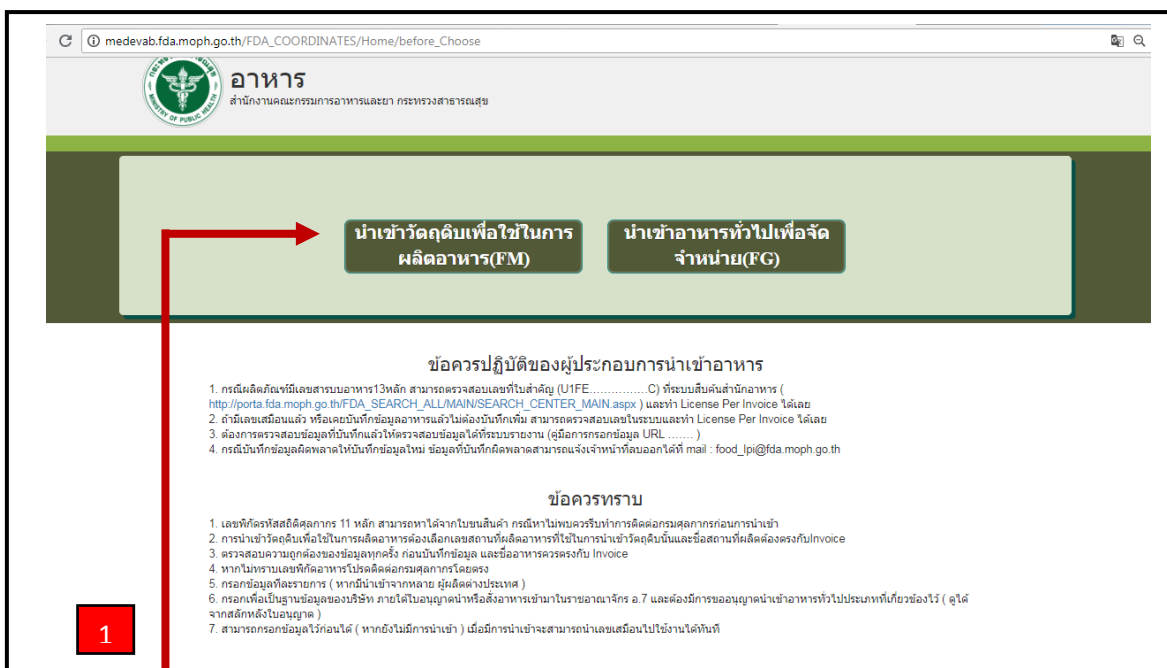 medevab.fda.moph.go.th/FDA_COORDINATES/Home/before_Choose
กระทรวงสาธารณสุข
MINISTRY OF PUBLIC HEALTH
อาหาร
สำนักงานคณะกรรมการอาหารและยา กระทรวงสาธารณสุข
นำเข้าวัตถุดิบเพื่อใช้ในการ
ผลิตอาหาร(FM)
นำเข้าอาหารทั่วไปเพื่อจัด
จำหน่าย(FG)
ข้อควรปฏิบัติของผู้ประกอบการนำเข้าอาหาร
1. กรณีผลิตภัณฑ์มีเลขสารบบอาหาร13หลัก สามารถตรวจสอบเลขที่ใบสำคัญ (U1FE……………C) ที่ระบบสืบค้นสำนักอาหาร (
http://porta.fda.moph.go.th/FDA_SEARCH_ALL/MAIN/SEARCH_CENTER_MAIN.aspx ) และทำ License Per Invoice ได้เลย
2. ถ้ามีเลขเสมือนแล้ว หรือเคยบันทึกข้อมูลอาหารแล้วไม่ต้องบันทึกเพิ่ม สามารถตรวจสอบเลขในระบบและทำ License Per Invoice ได้เลย
3. ต้องการตรวจสอบข้อมูลที่บันทึกแล้วให้ตรวจสอบข้อมูลได้ที่ระบบรายงาน (คู่มือการกรอกข้อมูล URL ....... )
4. กรณีบันทึกข้อมูลผิดพลาดให้บันทึกข้อมูลใหม่ ข้อมูลที่บันทึกผิดพลาดสามารถแจ้งเจ้าหน้าที่ลบออกได้ที่ mail : food_lpi@fda.moph.go.th
ข้อควรทราบ
1. เลขพิกัดรหัสสถิติศุลกากร 11 หลัก สามารถหาได้จากใบขนสินค้า กรณีหาไม่พบควรรีบทำการติดต่อกรมศุลกากรก่อนการนำเข้า
2. การนำเข้าวัตถุดิบเพื่อใช้ในการผลิตอาหารต้องเลือกเลขสถานที่ผลิตอาหารที่ใช้ในการนำเข้าวัตถุดิบนั้นและชื่อสถานที่ผลิตต้องตรงกับInvoice
3. ตรวจสอบความถูกต้องของข้อมูลทุกครั้ง ก่อนบันทึกข้อมูล และชื่ออาหารควรตรงกับ Invoice
4. หากไม่ทราบเลขพิกัดอาหารโปรดติดต่อกรมศุลกากรโดยตรง
5. กรอกข้อมูลทีละรายการ ( หากมีนำเข้าจากหลาย ผู้ผลิตต่างประเทศ )
6. กรอกเพื่อเป็นฐานข้อมูลของบริษัท ภายใต้ใบอนุญาตนำหรือสั่งอาหารเข้ามาในราชอาณาจักร อ.7 และต้องมีการขออนุญาตนำเข้าอาหารทั่วไปประเภทที่เกี่ยวข้องไว้ ( ดูได้
จากสลักหลังใบอนุญาต )
7. สามารถกรอกข้อมูลไว้ก่อนได้ ( หากยังไม่มีการนำเข้า ) เมื่อมีการนำเข้าจะสามารถนำเลขเสมือนไปใช้งานได้ทันที
1